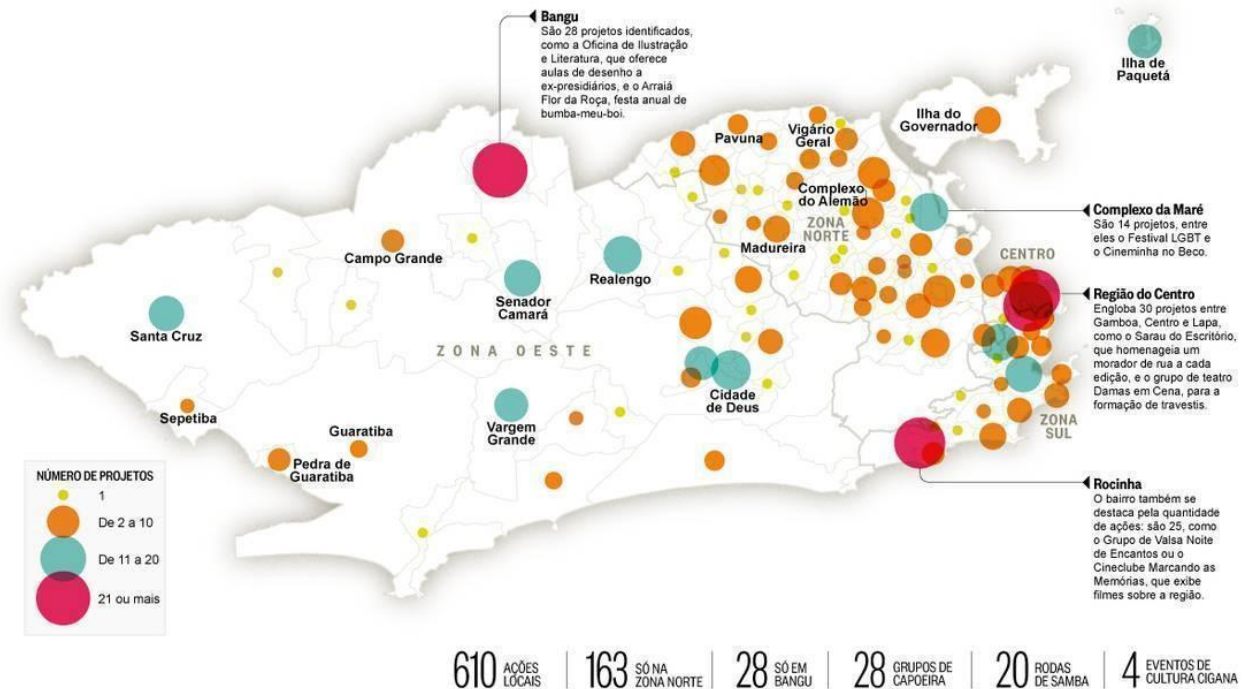 Bangu
São 28 projetos identificados,
como a Oficina de Ilustração
e Literatura, que oferece
aulas de desenho a
ex-presidiários, e o Arraiá
Flor da Roça, festa anual de
bumba-meu-boi.
Ilha de
Paquetá
Ilha do
Governador
Pavuna
Vigário
Geral
Complexo
do Alemão
ZONA
NORTE
Madureira
Complexo da Maré
São 14 projetos, entre
eles o Festival LGBT e
o Cineminha no Beco.
CENTRO
Campo Grande
Senador
Camará
Realengo
Santa Cruz
ZONA OESTE
Região do Centro
Engloba 30 projetos entre
Gamboa, Centro e Lapa,
como o Sarau do Escritório,
que homenageia um
morador de rua a cada
edição, e o grupo de teatro
Damas em Cena, para a
formação de travestis.
Cidade
de Deus
Vargem
Grande
Sepetiba
Guaratiba
Pedra de
Guaratiba
ZONA
SUL
Rocinha
O bairro também se
destaca pela quantidade
de ações: são 25, como
o Grupo de Valsa Noite
de Encantos ou o
Cineclube Marcando as
Memórias, que exibe
filmes sobre a região.
NÚMERO DE PROJETOS
1
De 2 a 10
De 11 a 20
21 ou mais
610 AÇÕES LOCAIS
163 SÓ NA ZONA NORTE
28 SÓ EM BANGU
28 GRUPOS DE CAPOEIRA
20 RODAS DE SAMBA
4 EVENTOS DE CULTURA CIGANA